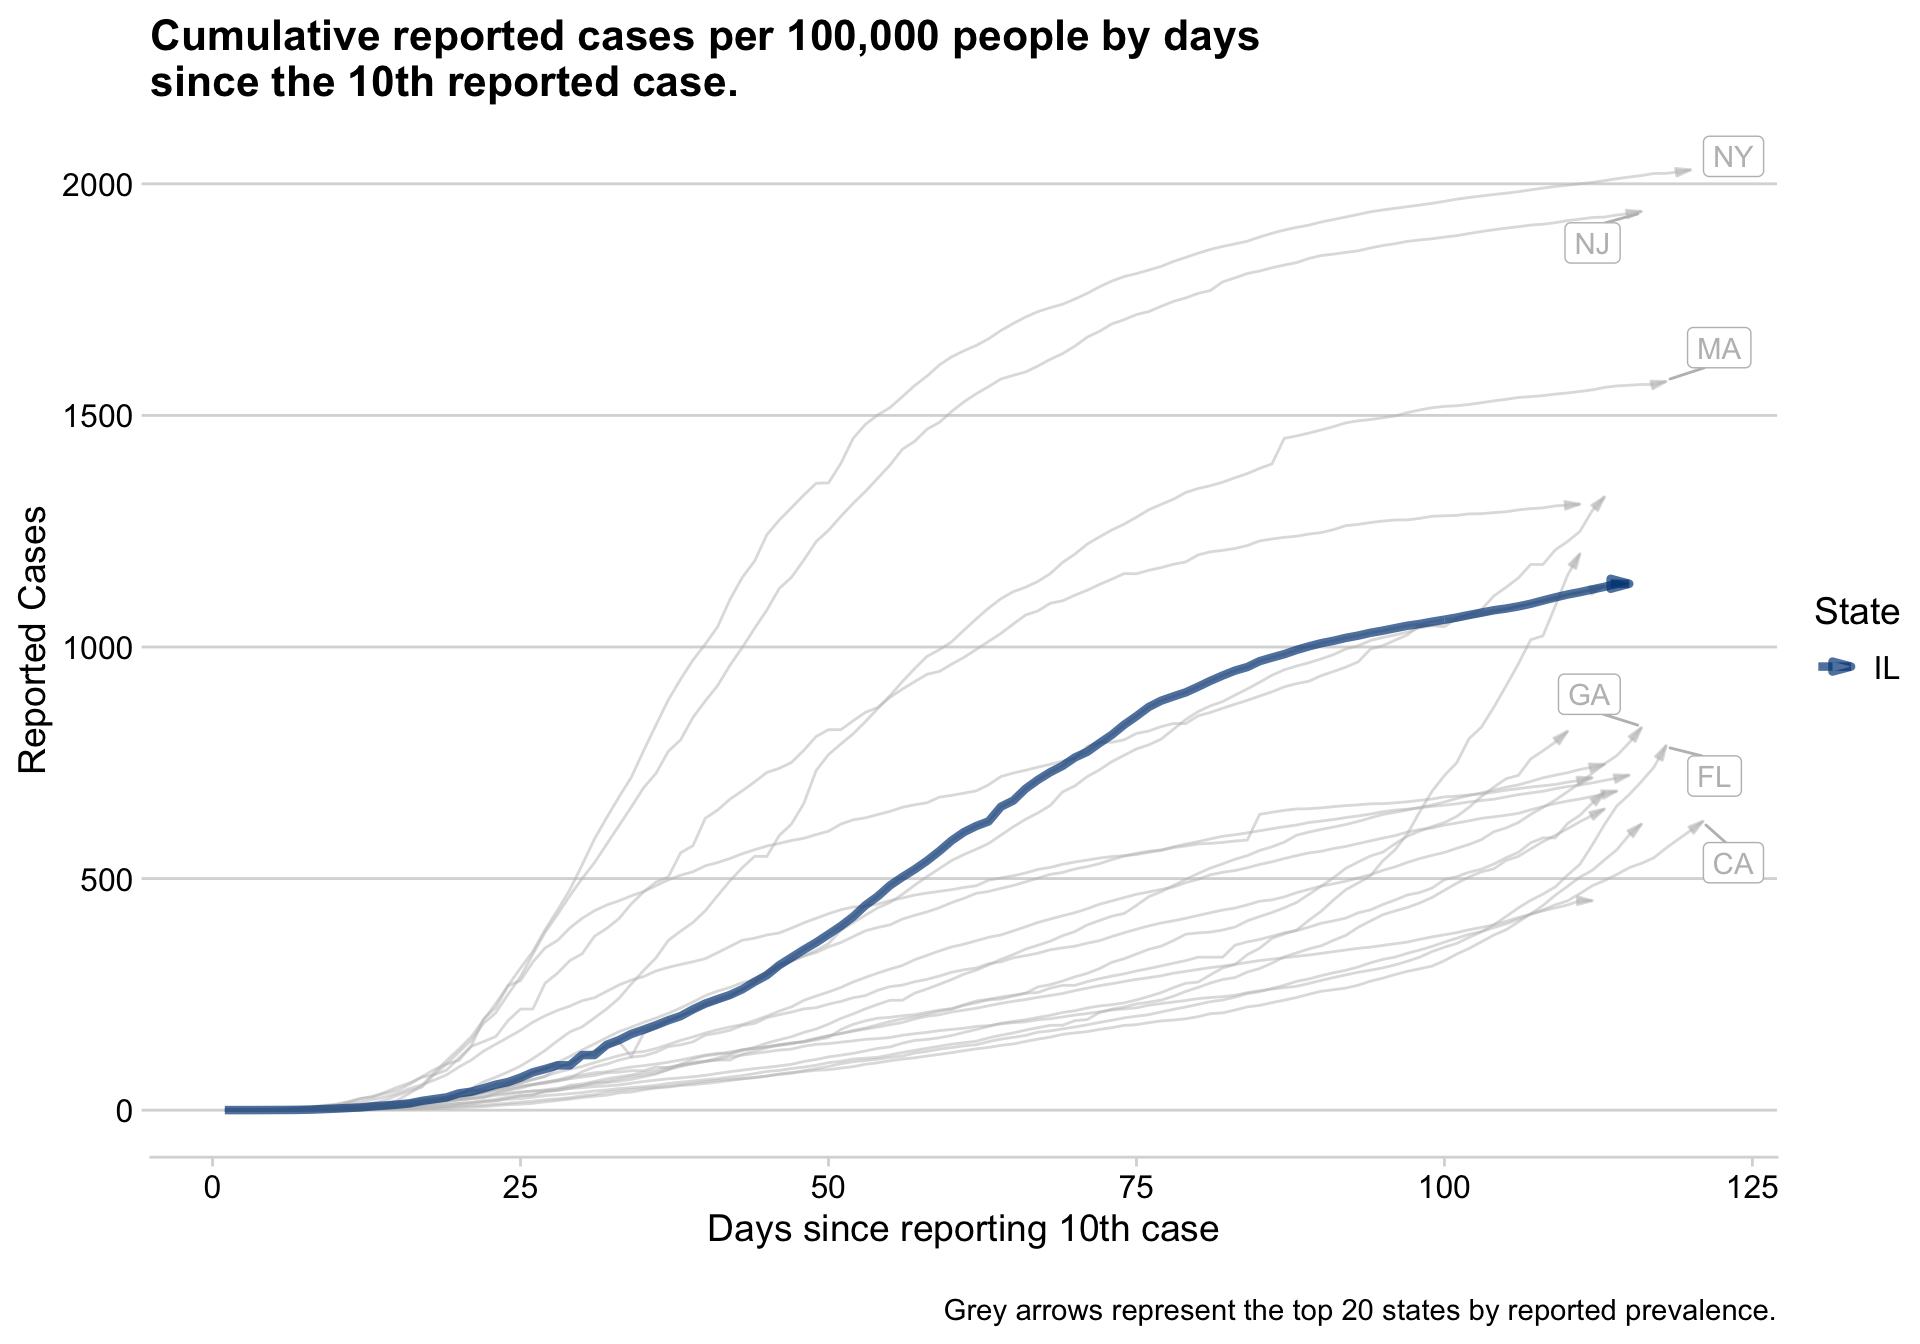 Cumulative reported cases per 100,000 people by days
since the 10th reported case.
NY
2000
NJ
MA
1500
Reported Cases
1000
State
IL
GA
FL
CA
500
0
0 25 50 75 100 125
Days since reporting 10th case
Grey arrows represent the top 20 states by reported prevalence.